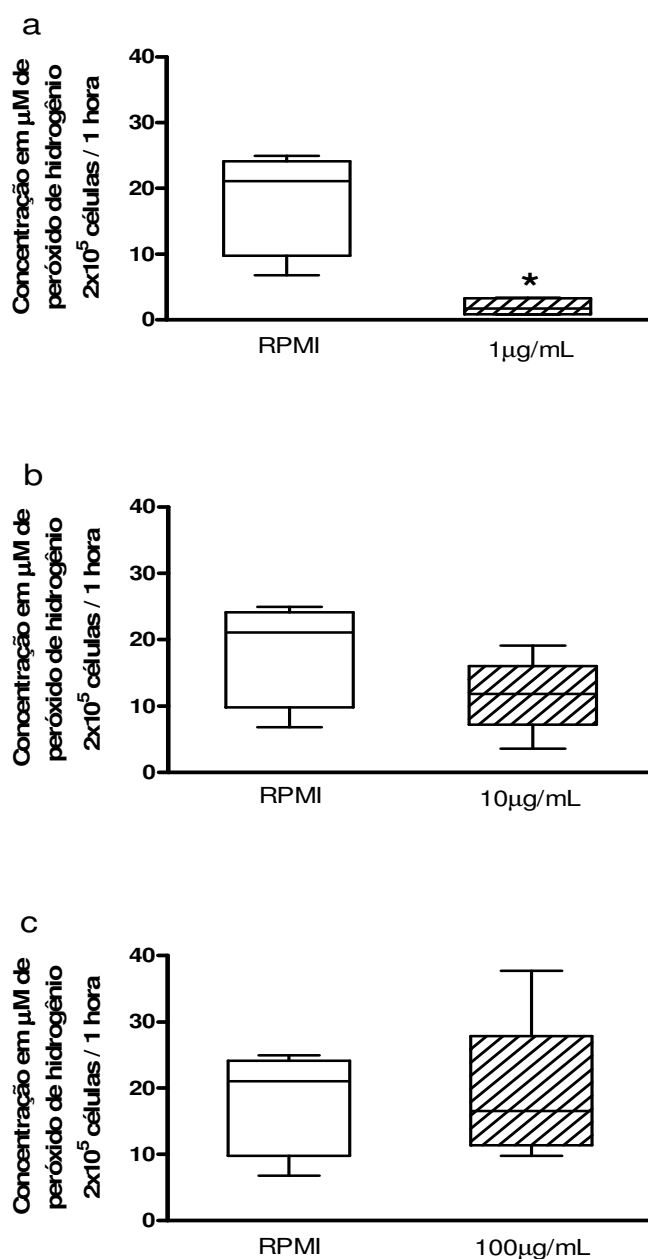 a
Concentração em µM de
peróxido de hidrogênio
2x10⁵ células / 1 hora
40
30
20
10
0
*
RPMI
1µg/mL
b
Concentração em µM de
peróxido de hidrogênio
2x10⁵ células / 1 hora
40
30
20
10
0
RPMI
10µg/mL
c
Concentração em µM de
peróxido de hidrogênio
2x10⁵ células / 1 hora
40
30
20
10
0
RPMI
100µg/mL